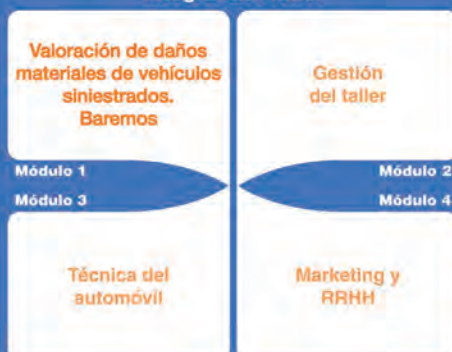 Valoración de daños
materiales de vehículos
siniestrados.
Baremos
Gestión
del taller
Módulo 1
Módulo 2
Módulo 3
Módulo 4
Técnica del
automóvil
Marketing y
RRHH